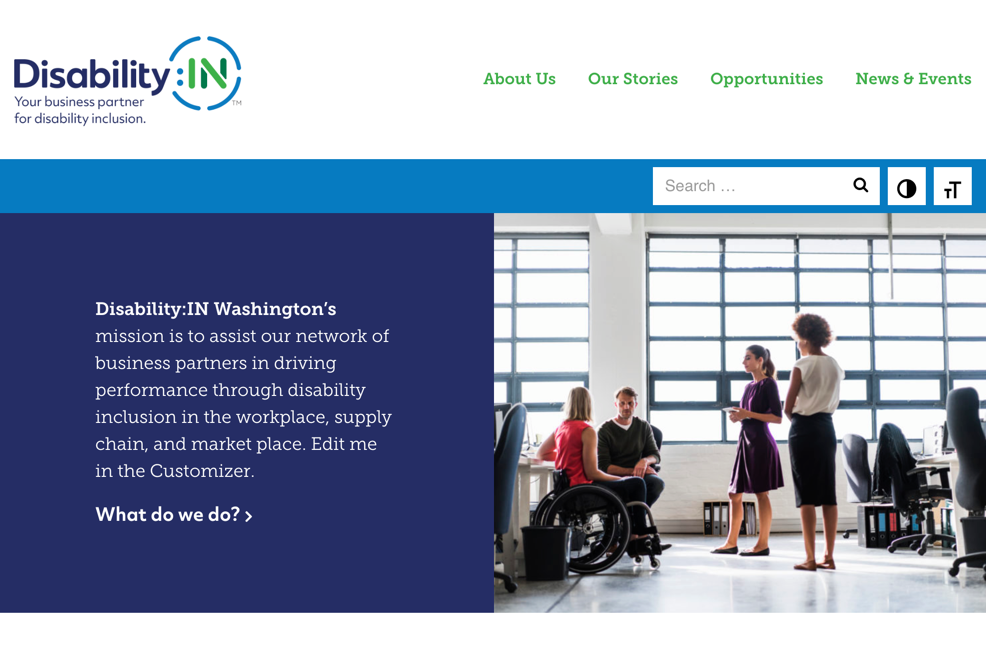 Disability:IN
TM
Your business partner
for disability inclusion.
About Us Our Stories Opportunities News & Events
Search …
Disability:IN Washington’s
mission is to assist our network of
business partners in driving
performance through disability
inclusion in the workplace, supply
chain, and market place. Edit me
in the Customizer.
What do we do? >